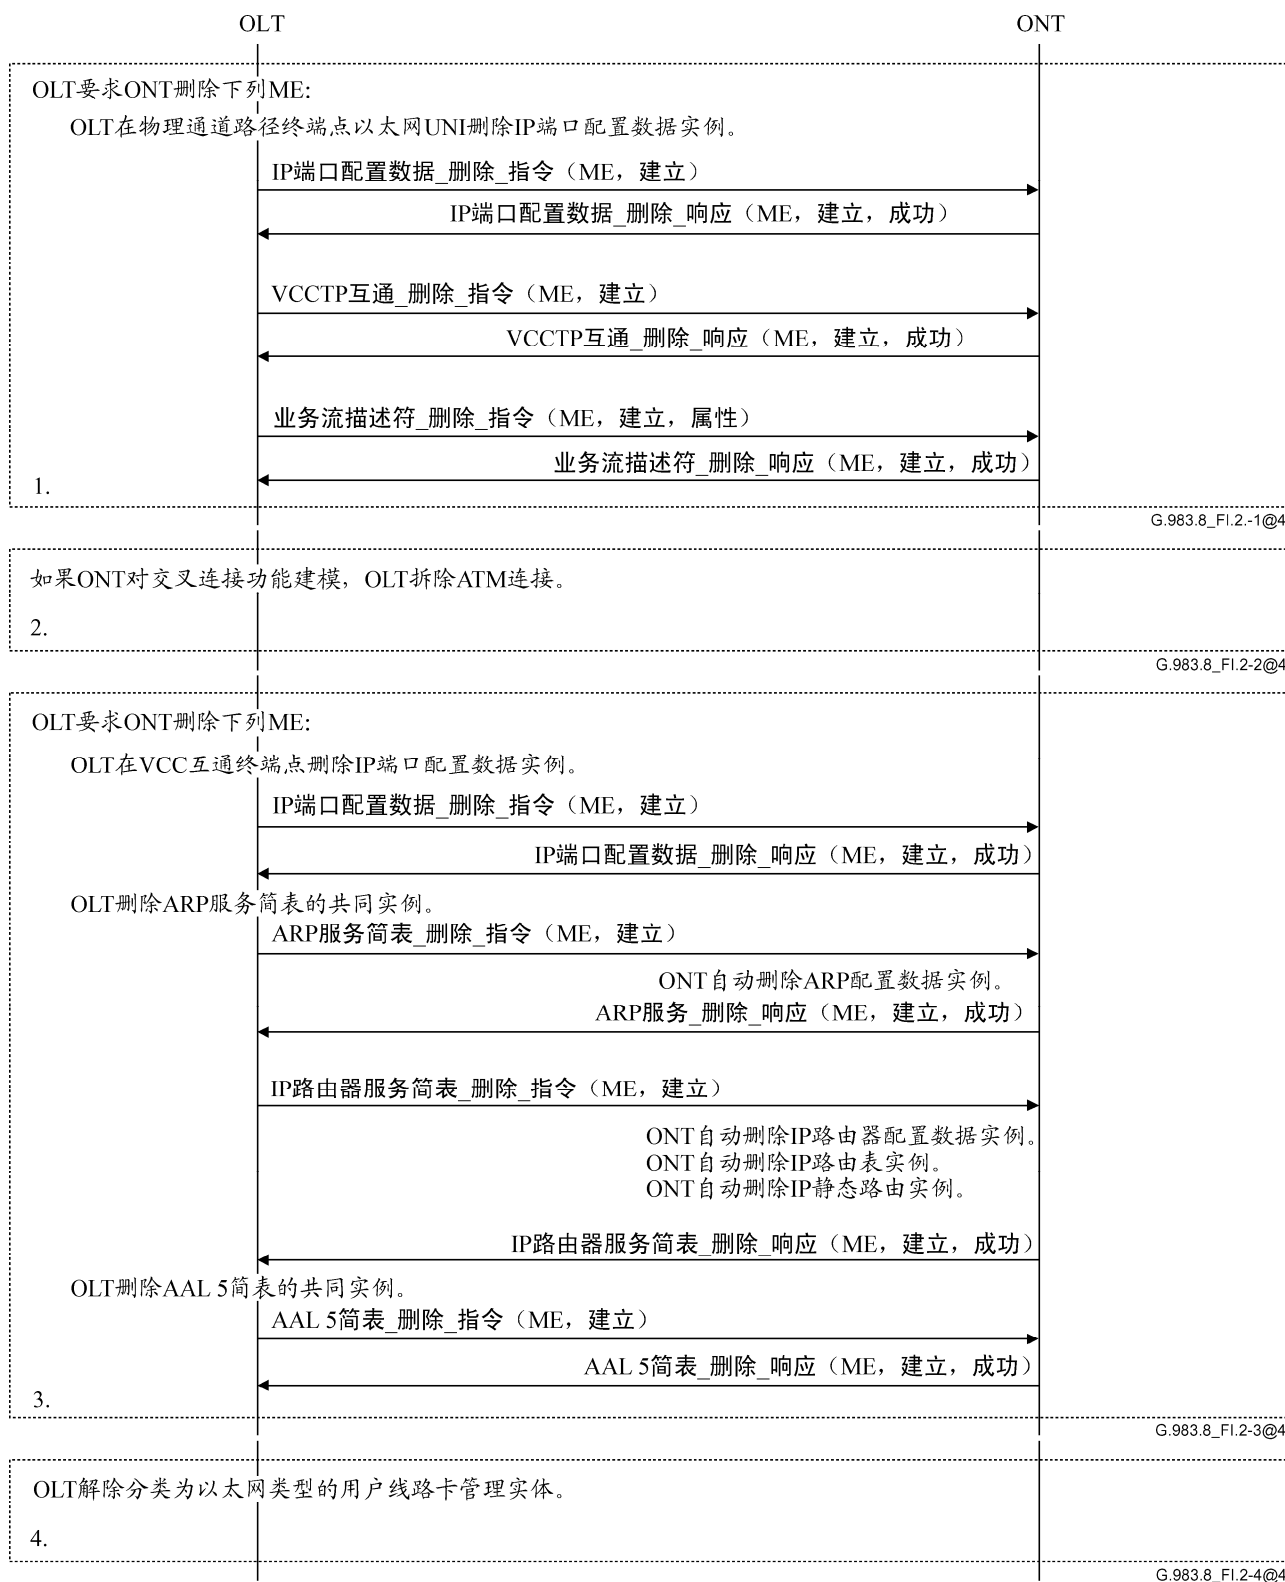 OLT
ONT
OLT要求ONT删除下列ME:
OLT在物理通道路径终端点以太网UNI删除IP端口配置数据实例。
IP端口配置数据_删除_指令（ME，建立）
IP端口配置数据_删除_响应（ME，建立，成功）
VCCTP互通_删除_指令（ME，建立）
VCCTP互通_删除_响应（ME，建立，成功）
业务流描述符_删除_指令（ME，建立，属性）
业务流描述符_删除_响应（ME，建立，成功）
1.
G.983.8_FI.2.-1@4
如果ONT对交叉连接功能建模，OLT拆除ATM连接。
2.
G.983.8_FI.2-2@4
OLT要求ONT删除下列ME:
OLT在VCC互通终端点删除IP端口配置数据实例。
IP端口配置数据_删除_指令（ME，建立）
IP端口配置数据_删除_响应（ME，建立，成功）
OLT删除ARP服务简表的共同实例。
ARP服务简表_删除_指令（ME，建立）
ONT自动删除ARP配置数据实例。
ARP服务_删除_响应（ME，建立，成功）
IP路由器服务简表_删除_指令（ME，建立）
ONT自动删除IP路由器配置数据实例。
ONT自动删除IP路由表实例。
ONT自动删除IP静态路由实例。
IP路由器服务简表_删除_响应（ME，建立，成功）
OLT删除AAL 5简表的共同实例。
AAL 5简表_删除_指令（ME，建立）
AAL 5简表_删除_响应（ME，建立，成功）
3.
G.983.8_FI.2-3@4
OLT解除分类为以太网类型的用户线路卡管理实体。
4.
G.983.8_FI.2-4@4